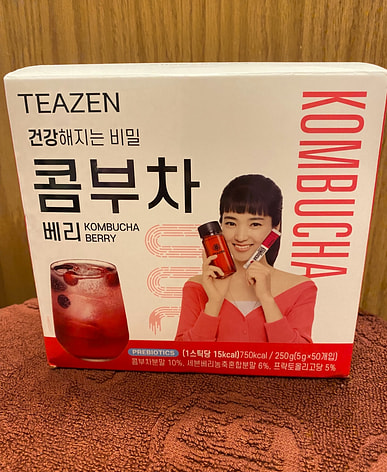 TEAZEN
건강해지는 비밀
콤부차
베리 KOMBUCHA
BERRY
KOMBUCHA
PREBIOTICS (1스틱당 15kcal)750kcal / 250g(5g×50개입)
콤부차분말 10%, 세븐베리농축혼합분말 6%, 프락토올리고당 5%